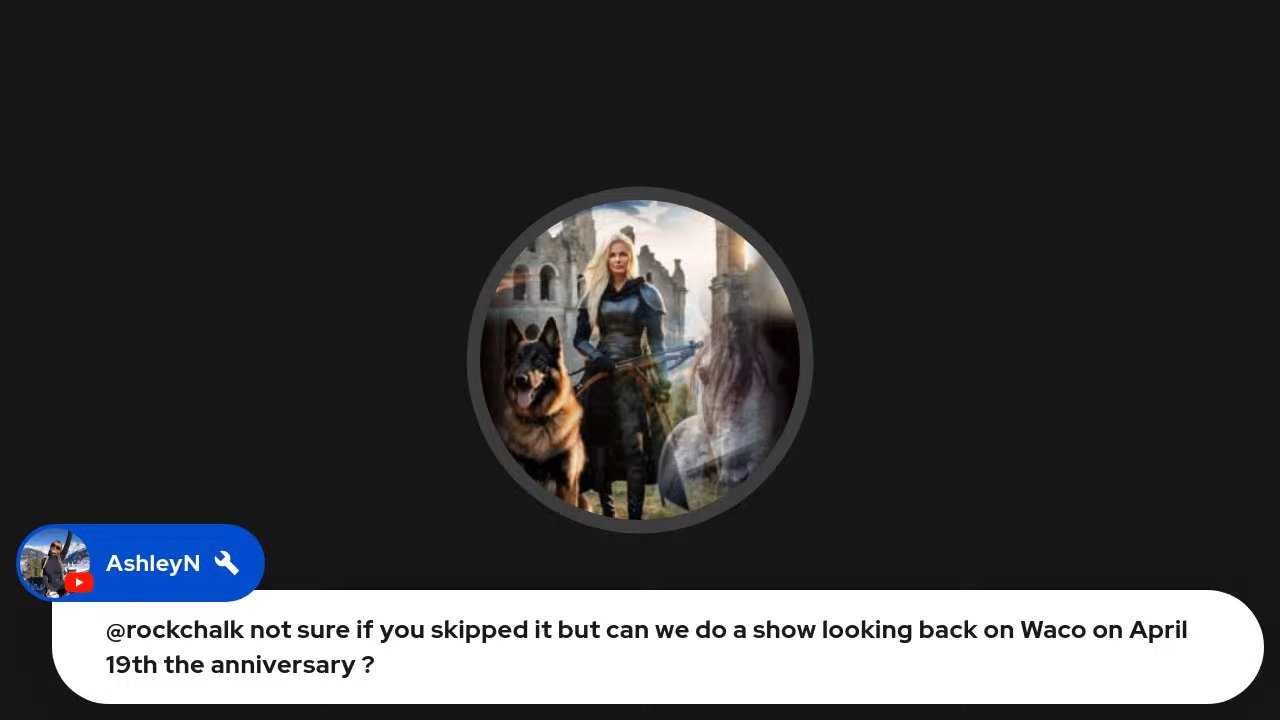 AshleyN
@rockchalk not sure if you skipped it but can we do a show looking back on Waco on April
19th the anniversary ?